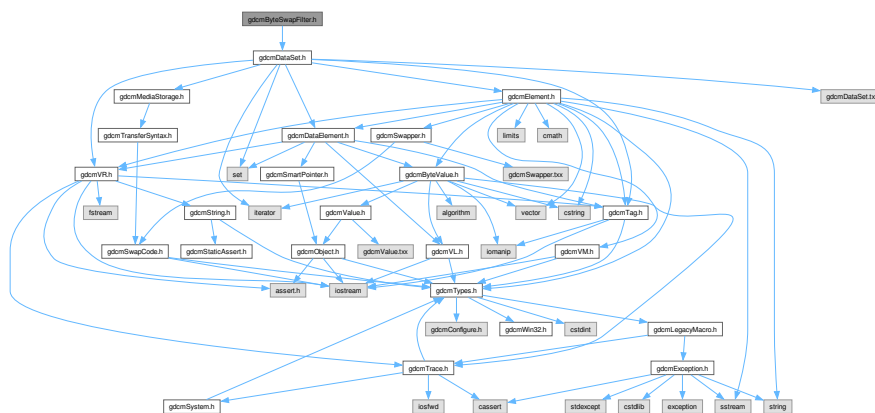 gdcmByteSwapFilter.h
gdcmDataSet.h
gdcmMediaStorage.h
gdcmElement.h
gdcmDataSet.tx
gdcmTransferSyntax.h
gdcmDataElement.h
gdcmSwapper.h
limits
cmath
gdcmVR.h
set
gdcmSmartPointer.h
gdcmByteValue.h
gdcmSwapper.txx
fstream
gdcmString.h
iterator
gdcmValue.h
algorithm
vector
cstring
gdcmTag.h
gdcmSwapCode.h
gdcmStaticAssert.h
gdcmObject.h
gdcmValue.txx
gdcmVL.h
iomanip
gdcmVM.h
assert.h
iostream
gdcmTypes.h
gdcmConfigure.h
gdcmWin32.h
cstdint
gdcmLegacyMacro.h
gdcmTrace.h
gdcmException.h
gdcmSystem.h
iosfwd
cassert
stdexcept
cstdlib
exception
sstream
string